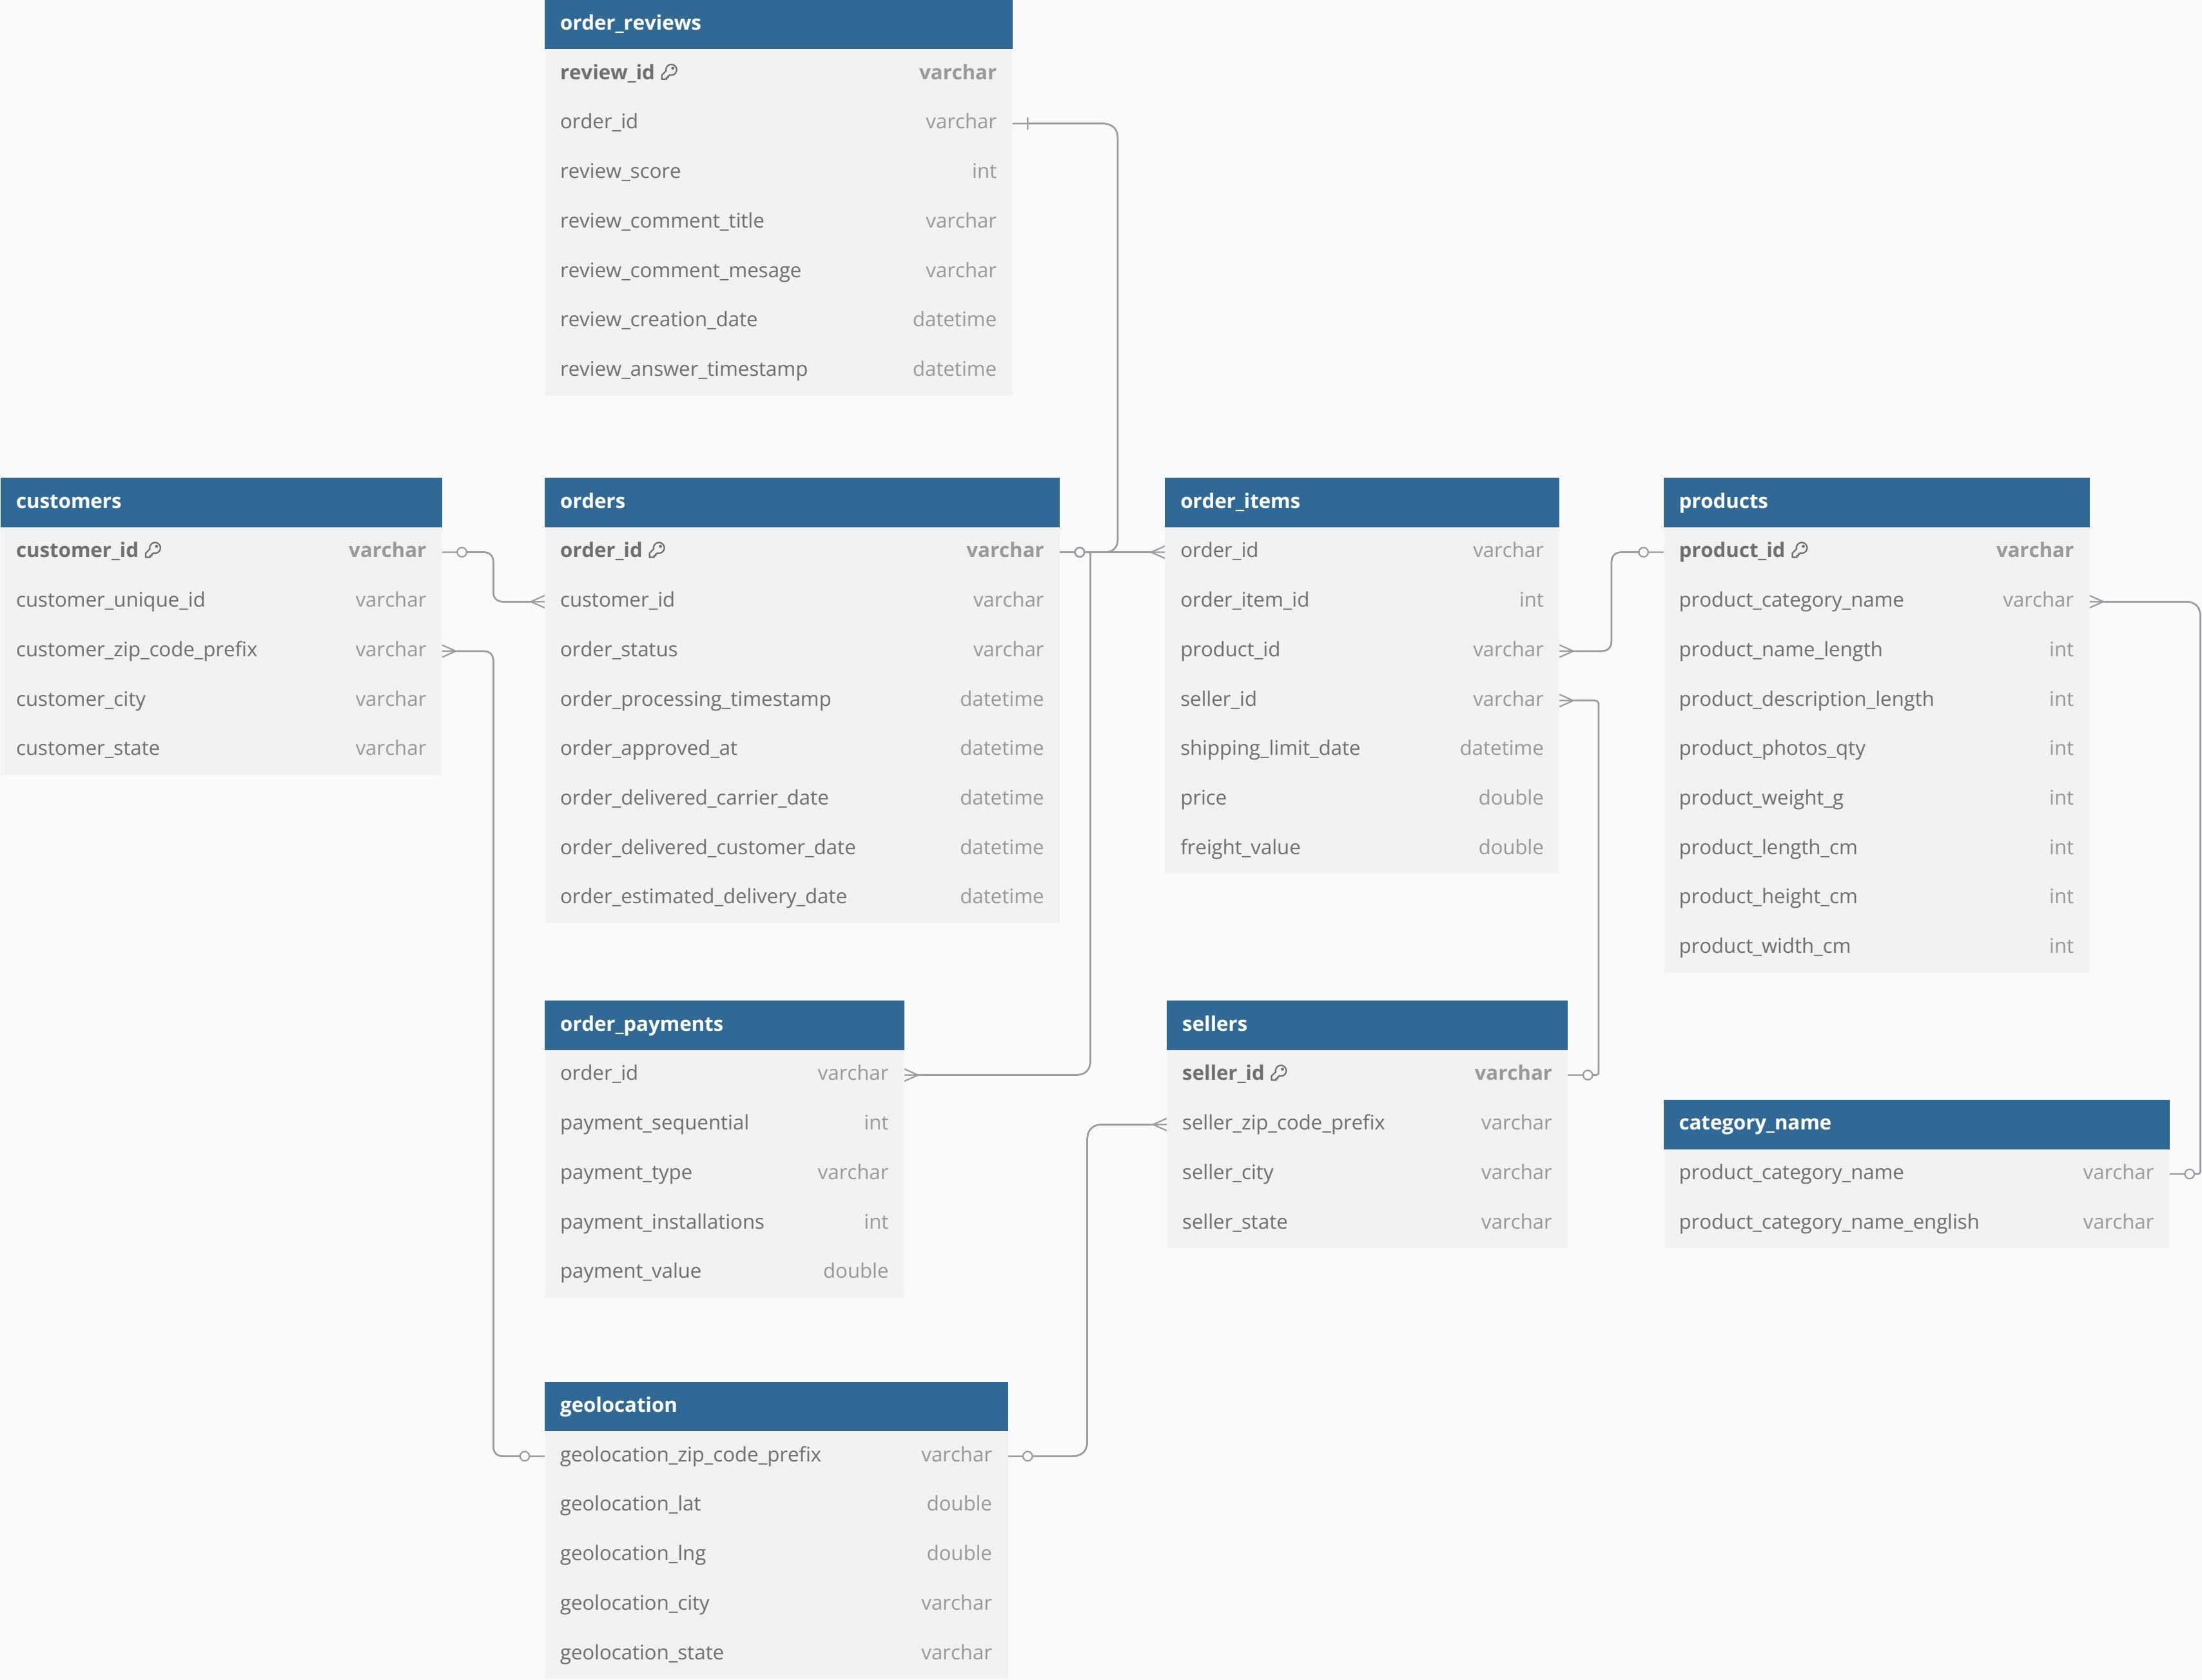 order_reviews
review_id varchar
order_id varchar
review_score int
review_comment_title varchar
review_comment_mesage varchar
review_creation_date datetime
review_answer_timestamp datetime
customers
customer_id varchar
customer_unique_id varchar
customer_zip_code_prefix varchar
customer_city varchar
customer_state varchar
orders
order_id varchar
customer_id varchar
order_status varchar
order_processing_timestamp datetime
order_approved_at datetime
order_delivered_carrier_date datetime
order_delivered_customer_date datetime
order_estimated_delivery_date datetime
order_items
order_id varchar
order_item_id int
product_id varchar
seller_id varchar
shipping_limit_date datetime
price double
freight_value double
products
product_id varchar
product_category_name varchar
product_name_length int
product_description_length int
product_photos_qty int
product_weight_g int
product_length_cm int
product_height_cm int
product_width_cm int
order_payments
order_id varchar
payment_sequential int
payment_type varchar
payment_installations int
payment_value double
sellers
seller_id varchar
seller_zip_code_prefix varchar
seller_city varchar
seller_state varchar
category_name
product_category_name varchar
product_category_name_english varchar
geolocation
geolocation_zip_code_prefix varchar
geolocation_lat double
geolocation_lng double
geolocation_city varchar
geolocation_state varchar